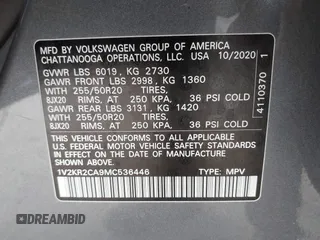 MFD BY VOLKSWAGEN GROUP OF AMERICA
CHATTANOOGA OPERATIONS, LLC. USA 10/2020
GVWR LBS 6019, KG 2730
GAWR FRONT LBS 2998, KG 1360
WITH 255/50R20 TIRES,
8JX20 RIMS, AT 250 KPA. 36 PSI COLD
GAWR REAR LBS 3131, KG 1420
WITH 255/50R20 TIRES,
8JX20 RIMS, AT 250 KPA. 36 PSI COLD
THIS VEHICLE CONFORMS TO ALL APPLICABLE
U.S. FEDERAL MOTOR VEHICLE SAFETY STANDARDS
IN EFFECT ON THE DATE OF MANUFACTURE
SHOWN ABOVE
1V2KR2CA9MC536446 TYPE: MPV
4110370 1
DREAMBID